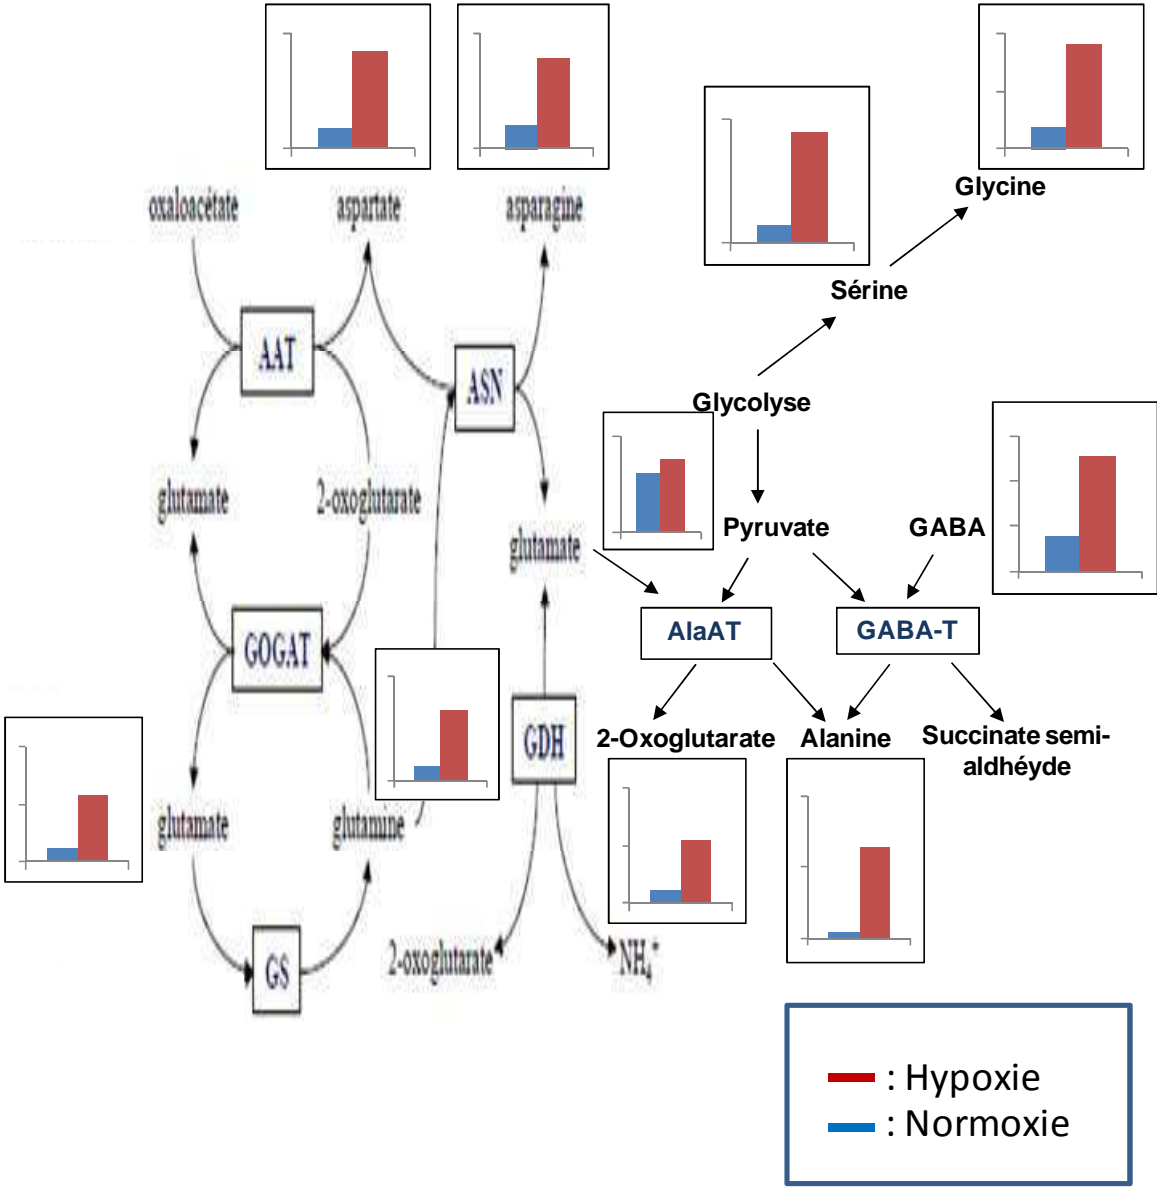 Glycine
oxaloacétate
aspartate
asparagine
Sérine
AAT
ASN
Glycolyse
glutamate
2-oxoglutarate
Pyruvate
GABA
glutamate
AlaAT
GABA-T
GOGAT
GDH
2-Oxoglutarate
Alanine
Succinate semi-
aldhéyde
glutamate
glutamine
2-oxoglutarate
NH4+
GS
: Hypoxie
: Normoxie